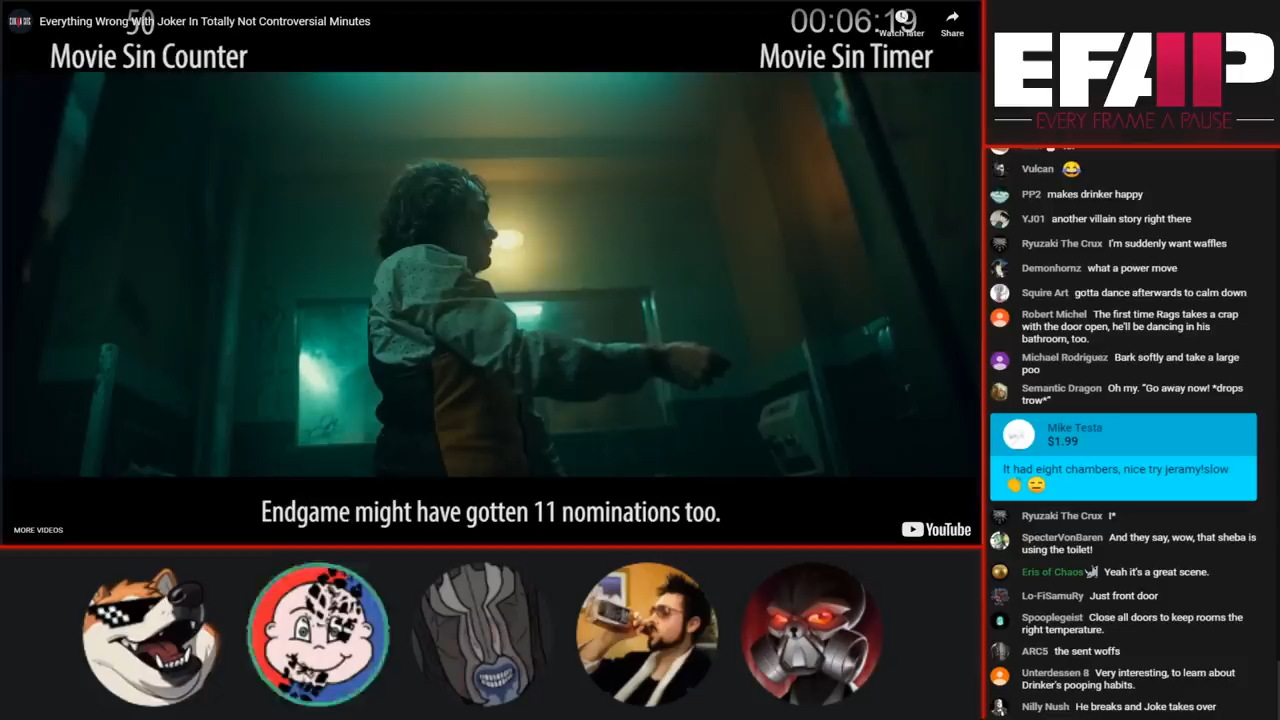 Everything Wrong With Joker In Totally Not Controversial Minutes
50
Movie Sin Counter
00:06:19
Watch later
Share
Movie Sin Timer
Endgame might have gotten 11 nominations too.
MORE VIDEOS
YouTube
EFAP
EVERY FRAME A PAUSE
Vulcan 😂
PP2 makes drinker happy
YJ01 another villain story right there
Ryuzaki The Crux I'm suddenly want waffles
Demonhornz what a power move
Squire Art gotta dance afterwards to calm down
Robert Michel The first time Rags takes a crap
with the door open, he'll be dancing in his
bathroom, too.
Michael Rodriguez Bark softly and take a large
poo
Semantic Dragon Oh my. “Go away now! *drops
trow*”
Mike Testa
$1.99
It had eight chambers, nice try jeramy!slow
👏 😑
Ryuzaki The Crux I*
SpecterVonBaren And they say, wow, that sheba is
using the toilet!
Eris of Chaos Yeah it's a great scene.
Lo-FiSamuRy Just front door
Spooplegeist Close all doors to keep rooms the
right temperature.
ARC5 the sent woffs
Unterdessen 8 Very interesting, to learn about
Drinker's pooping habits.
Nilly Nush He breaks and Joke takes over